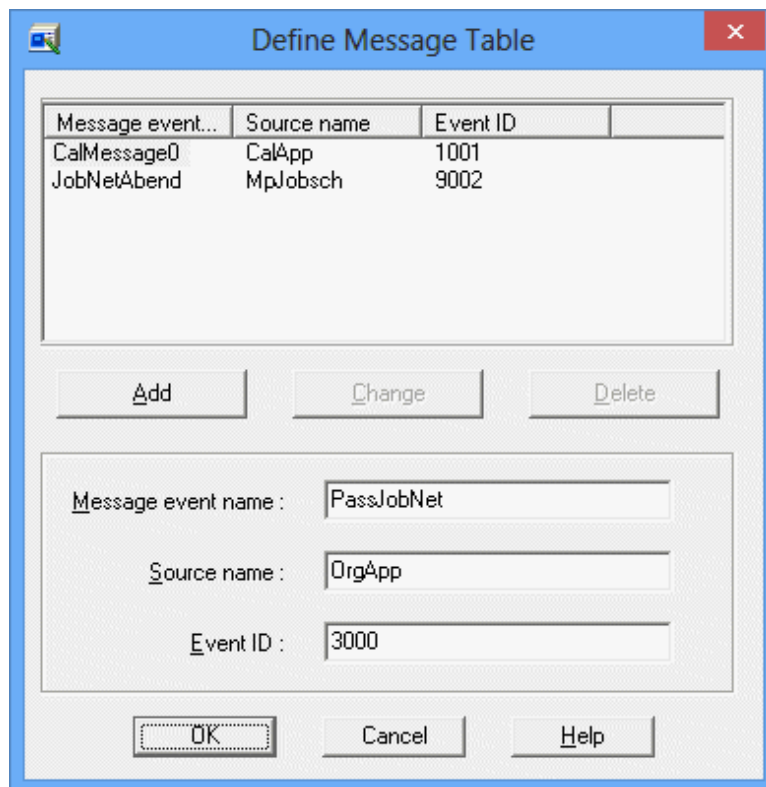 Define Message Table
Message event... Source name Event ID
CalMessage0 CalApp 1001
JobNetAbend MpJobsch 9002
Add Change Delete
Message event name : PassJobNet
Source name : OrgApp
Event ID : 3000
OK Cancel Help